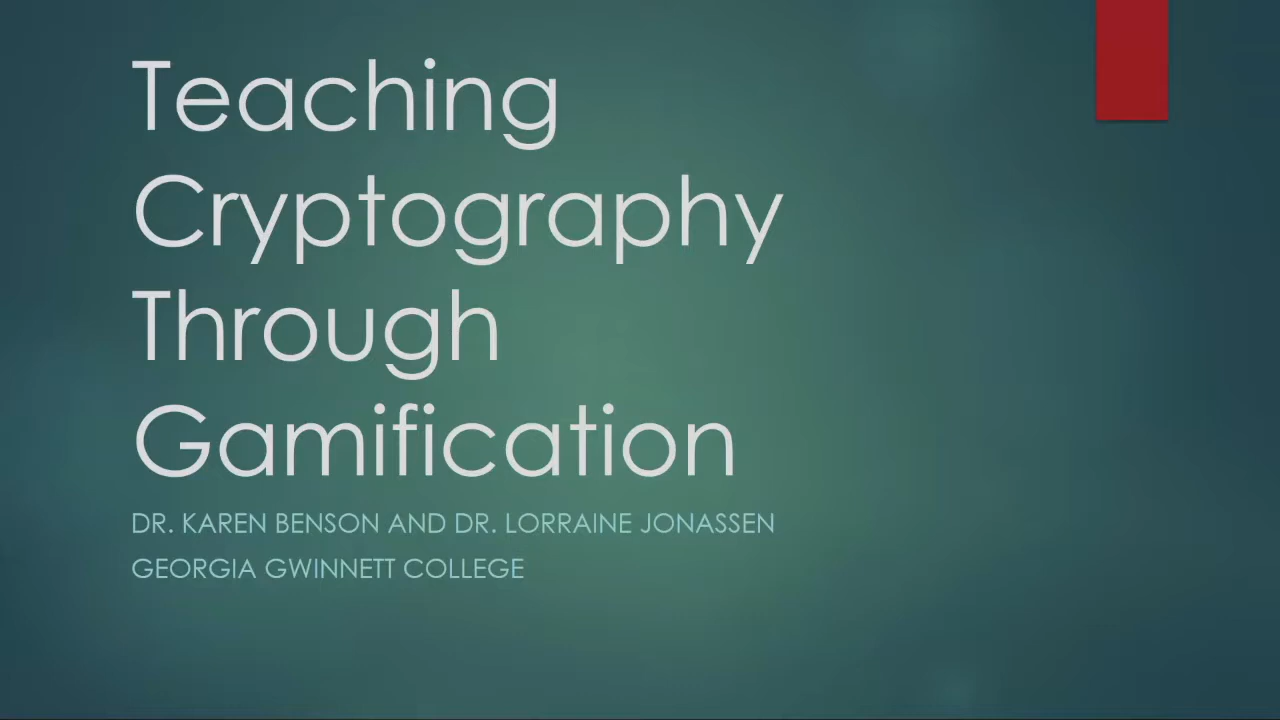 Teaching
Cryptography
Through
Gamification
DR. KAREN BENSON AND DR. LORRAINE JONASSEN
GEORGIA GWINNETT COLLEGE